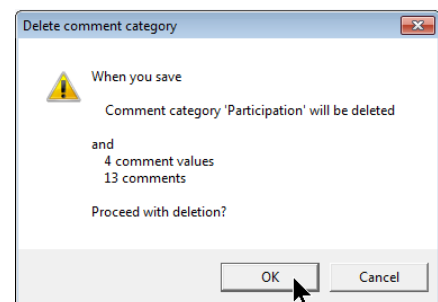 Delete comment category
When you save
Comment category 'Participation' will be deleted
and
4 comment values
13 comments
Proceed with deletion?
OK
Cancel